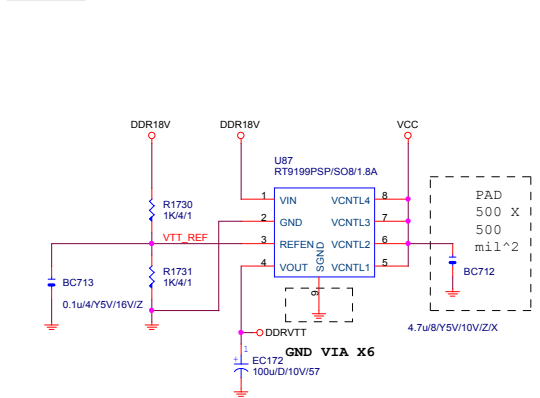 DDR18V
DDR18V
VCC
U87
RT9199PSP/SO8/1.8A
PAD
500 X
500
mil^2
R1730
1K/4/1
1
VIN
VCNTL4
8
2
GND
VCNTL3
7
VTT_REF
3
REFEN
VCNTL2
6
4
VOUT
SGND
VCNTL1
5
R1731
1K/4/1
BC713
0.1u/4/Y5V/16V/Z
BC712
4.7u/8/Y5V/10V/Z/X
9
DDRVTT
GND VIA X6
1
+
EC172
100u/D/10V/57